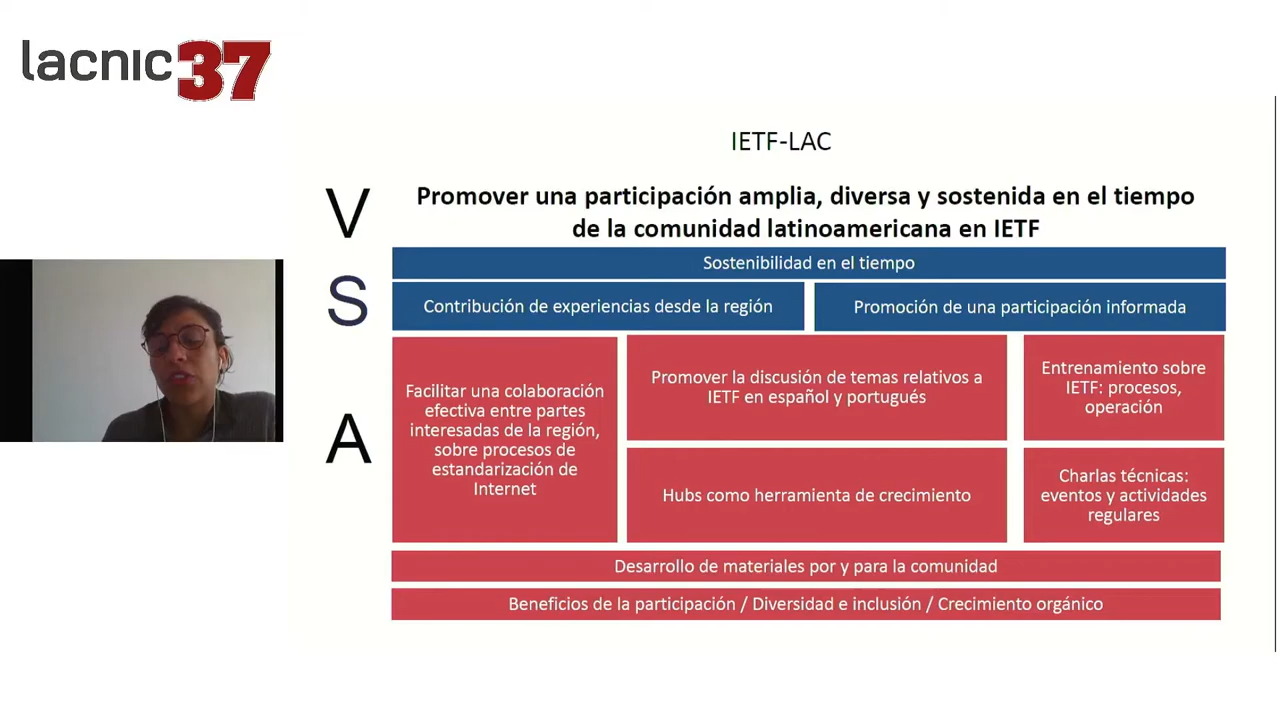 lacnic37
IETF-LAC
V
Promover una participación amplia, diversa y sostenida en el tiempo
de la comunidad latinoamericana en IETF
S
Sostenibilidad en el tiempo
Contribución de experiencias desde la región
Promoción de una participación informada
A
Facilitar una colaboración
efectiva entre partes
interesadas de la región,
sobre procesos de
estandarización de
Internet
Promover la discusión de temas relativos a
IETF en español y portugués
Entrenamiento sobre
IETF: procesos,
operación
Hubs como herramienta de crecimiento
Charlas técnicas:
eventos y actividades
regulares
Desarrollo de materiales por y para la comunidad
Beneficios de la participación / Diversidad e inclusión / Crecimiento orgánico